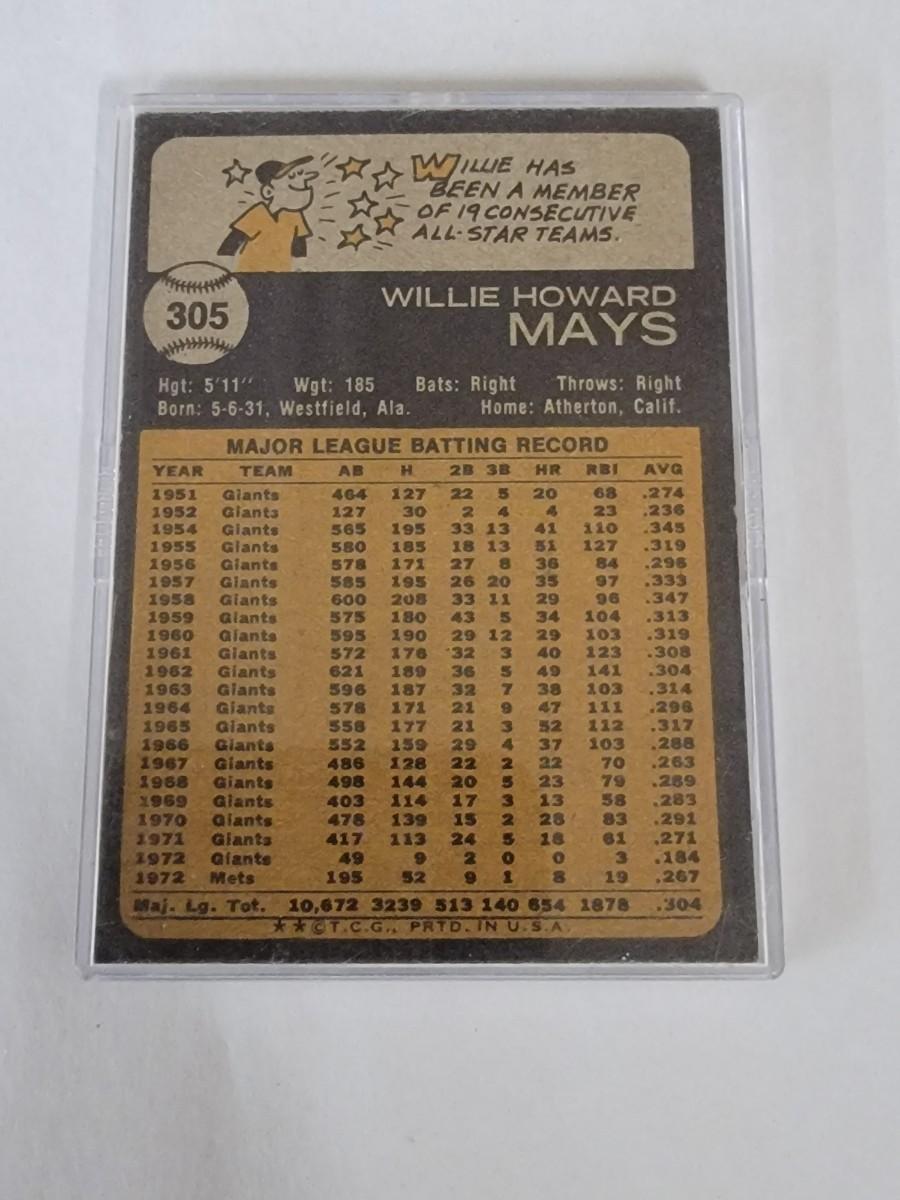 WILLIE HAS
BEEN A MEMBER
OF 19 CONSECUTIVE
ALL-STAR TEAMS.
305
WILLIE HOWARD
MAYS
Hgt: 5'11" Wgt: 185 Bats: Right Throws: Right
Born: 5-6-31, Westfield, Ala. Home: Atherton, Calif.
MAJOR LEAGUE BATTING RECORD
YEAR TEAM AB H 2B 3B HR RBI AVG
1951 Giants 464 127 22 5 20 68 .274
1952 Giants 127 30 2 4 4 23 .236
1954 Giants 565 195 33 13 41 110 .345
1955 Giants 580 185 18 13 51 127 .319
1956 Giants 578 171 27 8 36 84 .296
1957 Giants 585 195 26 20 35 97 .333
1958 Giants 600 208 33 11 29 96 .347
1959 Giants 575 180 43 5 34 104 .313
1960 Giants 595 190 29 12 29 103 .319
1961 Giants 572 176 32 3 40 123 .308
1962 Giants 621 189 36 5 49 141 .304
1963 Giants 596 187 32 7 38 103 .314
1964 Giants 578 171 21 9 47 111 .296
1965 Giants 558 177 21 3 52 112 .317
1966 Giants 552 159 29 4 37 103 .288
1967 Giants 486 128 22 2 22 70 .263
1968 Giants 498 144 20 5 23 79 .289
1969 Giants 403 114 17 3 13 58 .283
1970 Giants 478 139 15 2 28 83 .291
1971 Giants 417 113 24 5 18 61 .271
1972 Giants 49 9 2 0 0 3 .184
1972 Mets 195 52 9 1 8 19 .267
Maj. Lg. Tot. 10,672 3239 513 140 654 1878 .304
★★©T.C.G., PRTD. IN U.S.A.